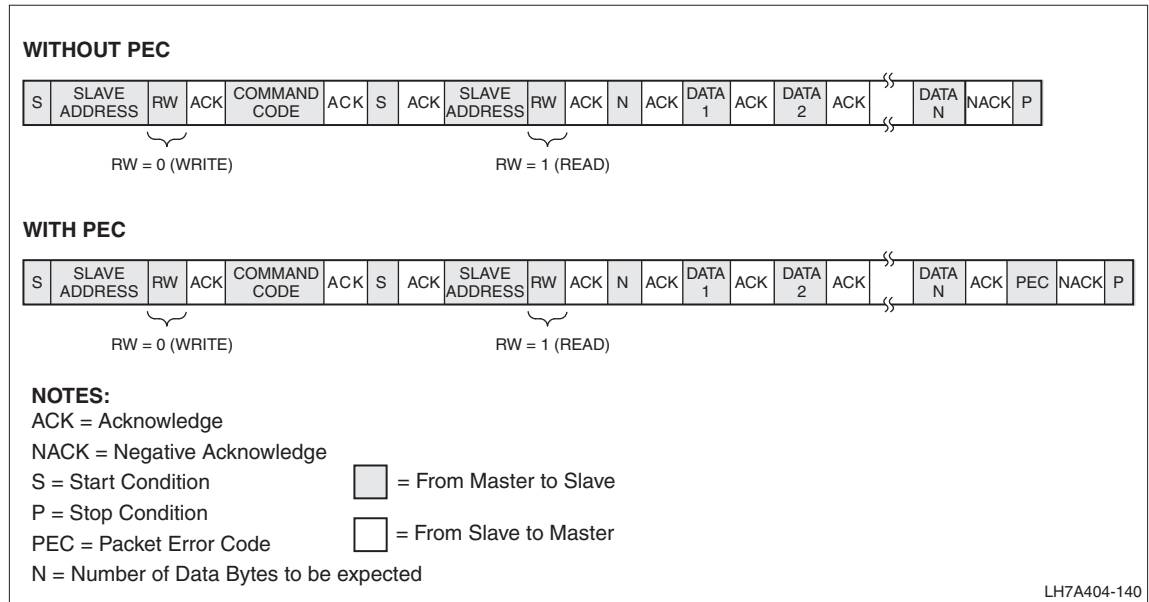 WITHOUT PEC
S SLAVE ADDRESS RW ACK COMMAND CODE ACK S ACK SLAVE ADDRESS RW ACK N ACK DATA 1 ACK DATA 2 ACK DATA N NACK P
RW = 0 (WRITE) RW = 1 (READ)
WITH PEC
S SLAVE ADDRESS RW ACK COMMAND CODE ACK S ACK SLAVE ADDRESS RW ACK N ACK DATA 1 ACK DATA 2 ACK DATA N ACK PEC NACK P
RW = 0 (WRITE) RW = 1 (READ)
NOTES:
ACK = Acknowledge
NACK = Negative Acknowledge
S = Start Condition
P = Stop Condition
PEC = Packet Error Code
N = Number of Data Bytes to be expected
= From Master to Slave
= From Slave to Master
LH7A404-140